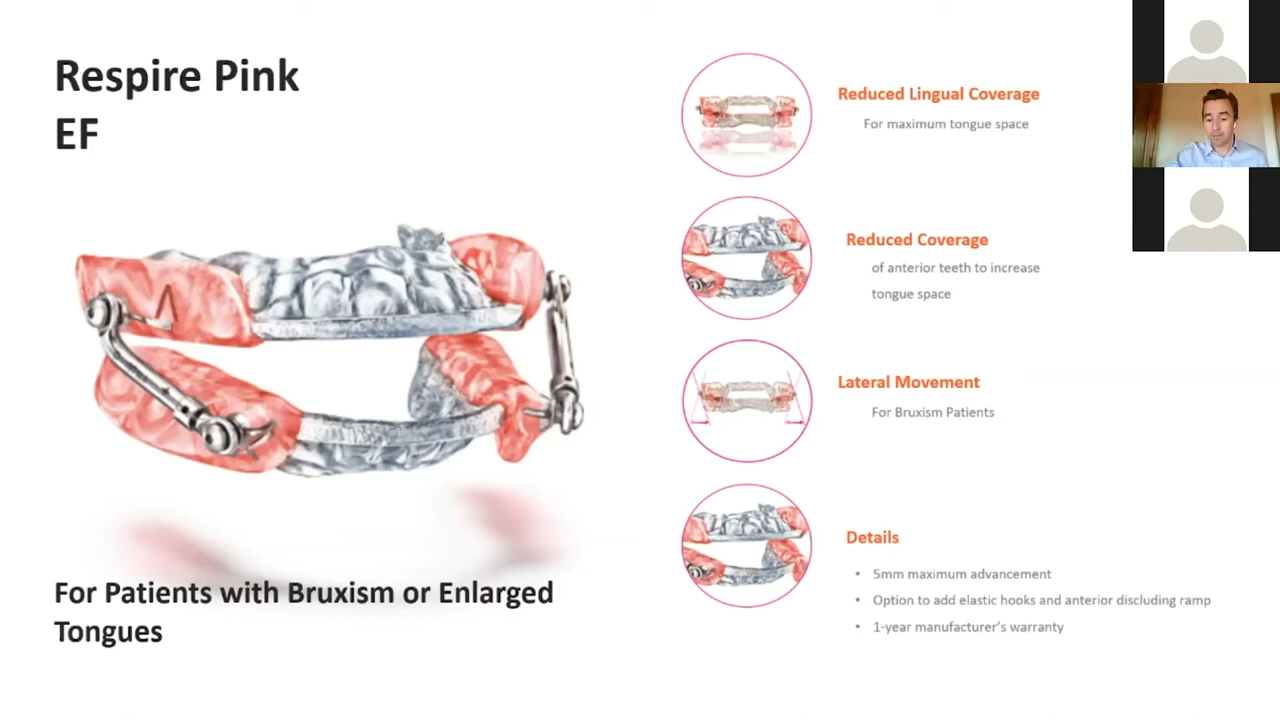 Respire Pink
EF
For Patients with Bruxism or Enlarged
Tongues
Reduced Lingual Coverage
For maximum tongue space
Reduced Coverage
of anterior teeth to increase
tongue space
Lateral Movement
For Bruxism Patients
Details
• 5mm maximum advancement
• Option to add elastic hooks and anterior discluding ramp
• 1-year manufacturer's warranty